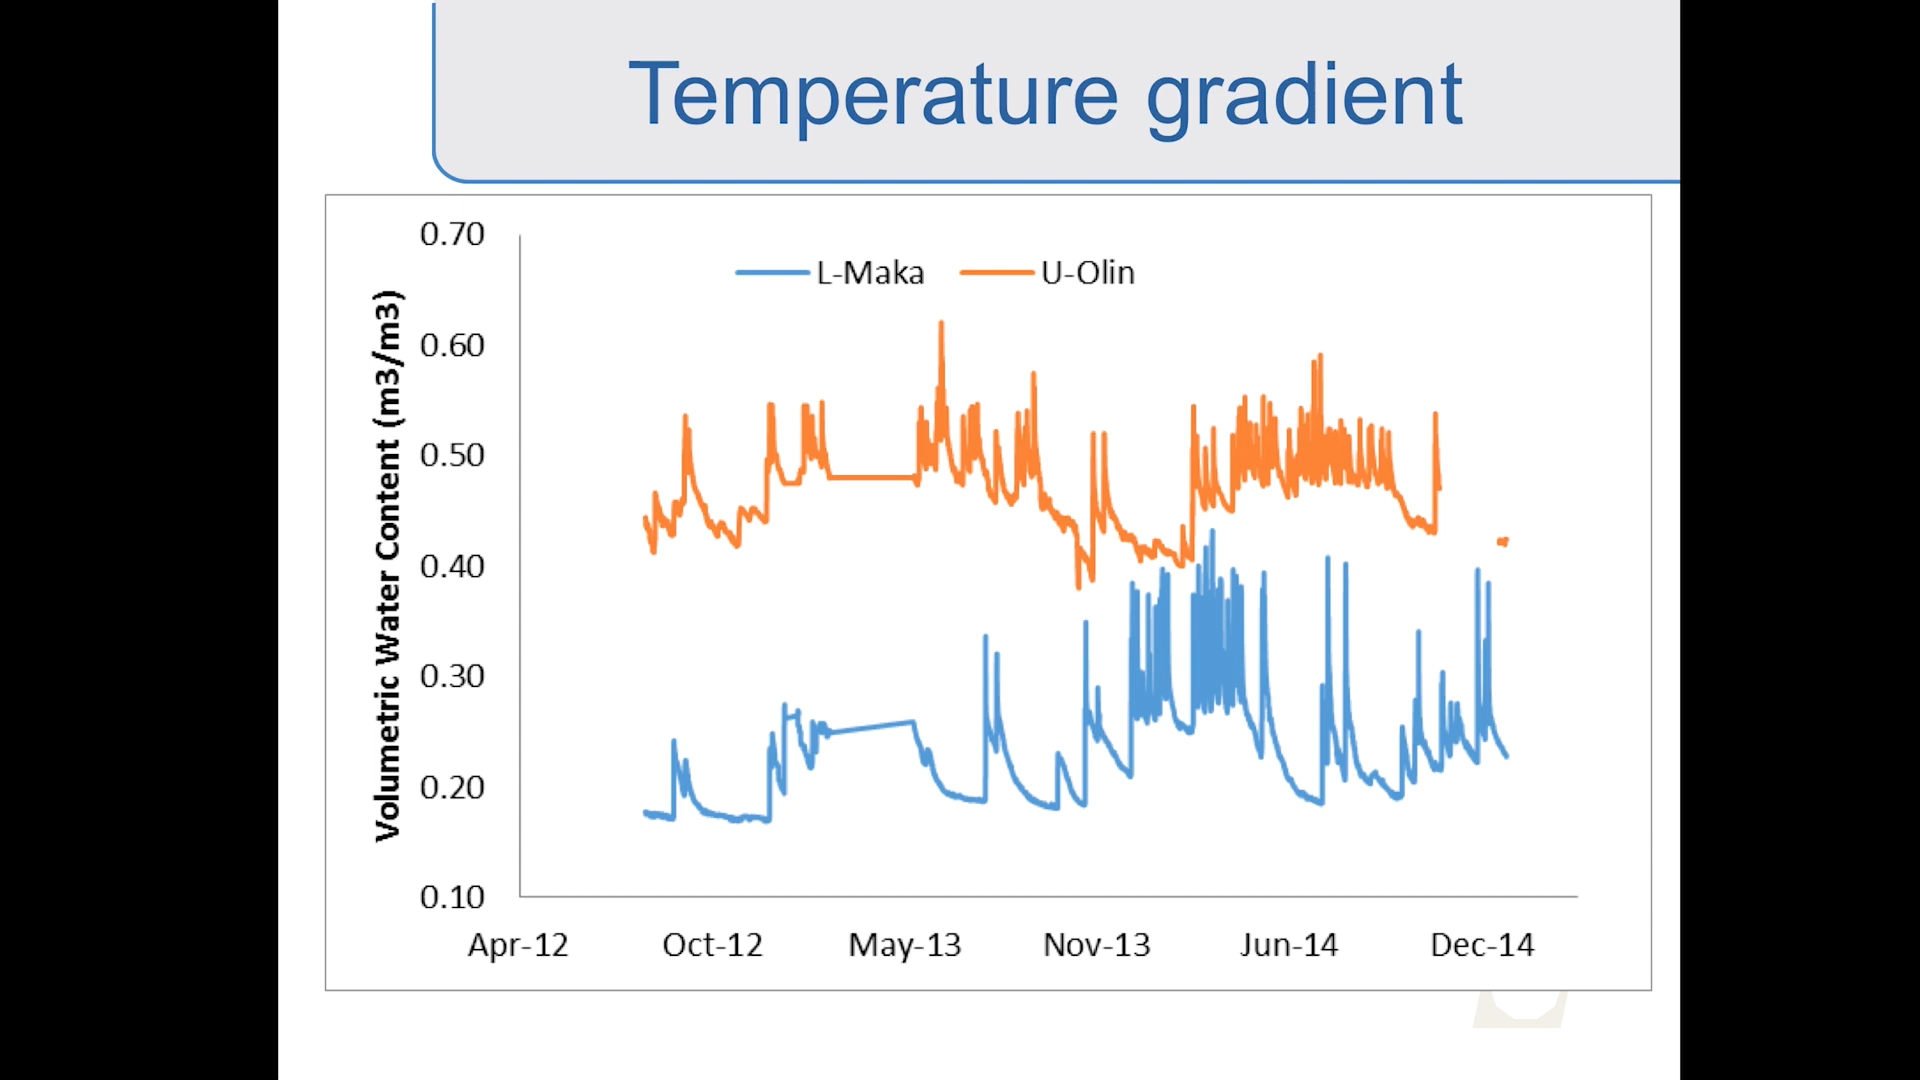 Temperature gradient
0.70
L-Maka U-Olin
0.60
0.50
0.40
0.30
0.20
0.10
Volumetric Water Content (m3/m3)
Apr-12 Oct-12 May-13 Nov-13 Jun-14 Dec-14